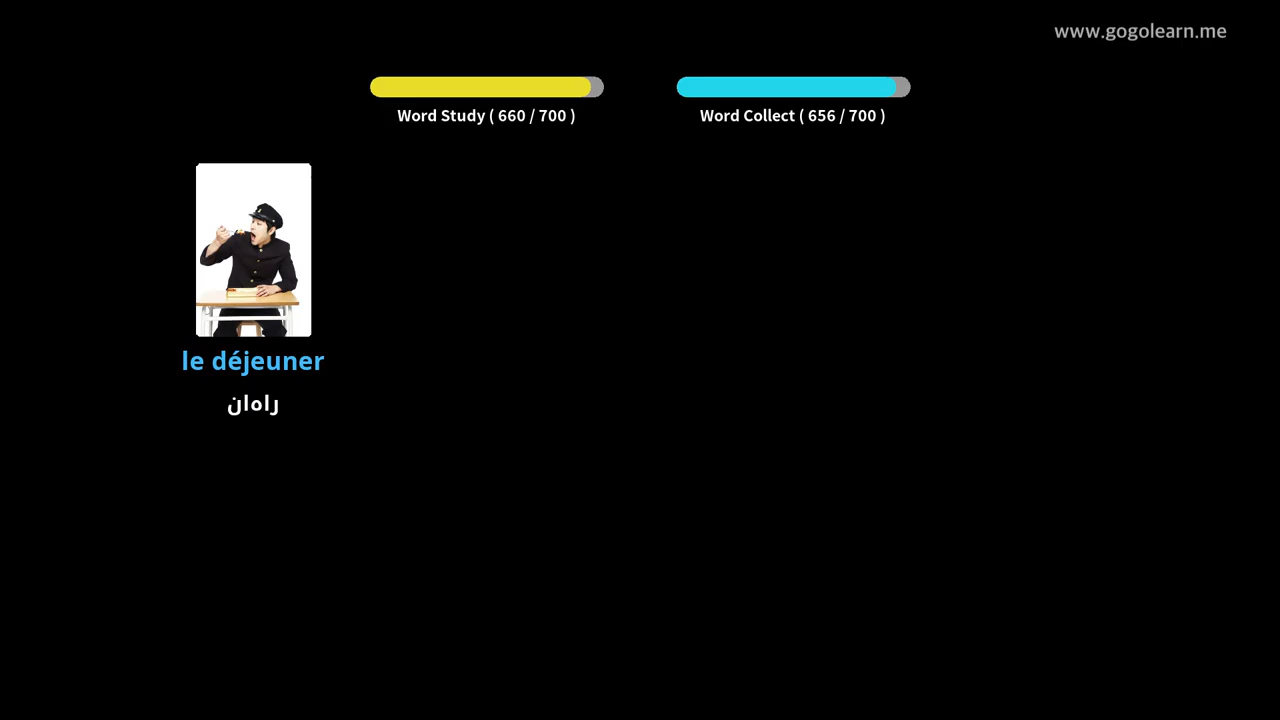 www.gogolearn.me
Word Study ( 660 / 700 )
Word Collect ( 656 / 700 )
le déjeuner
راهان